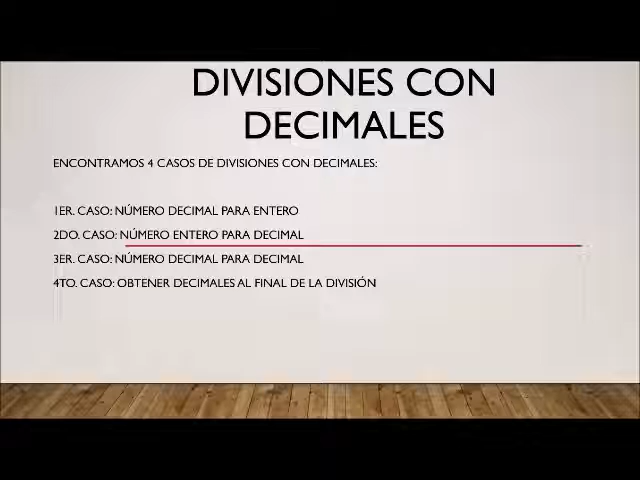 DIVISIONES CON
DECIMALES
ENCONTRAMOS 4 CASOS DE DIVISIONES CON DECIMALES:
1ER. CASO: NÚMERO DECIMAL PARA ENTERO
2DO. CASO: NÚMERO ENTERO PARA DECIMAL
3ER. CASO: NÚMERO DECIMAL PARA DECIMAL
4TO. CASO: OBTENER DECIMALES AL FINAL DE LA DIVISIÓN